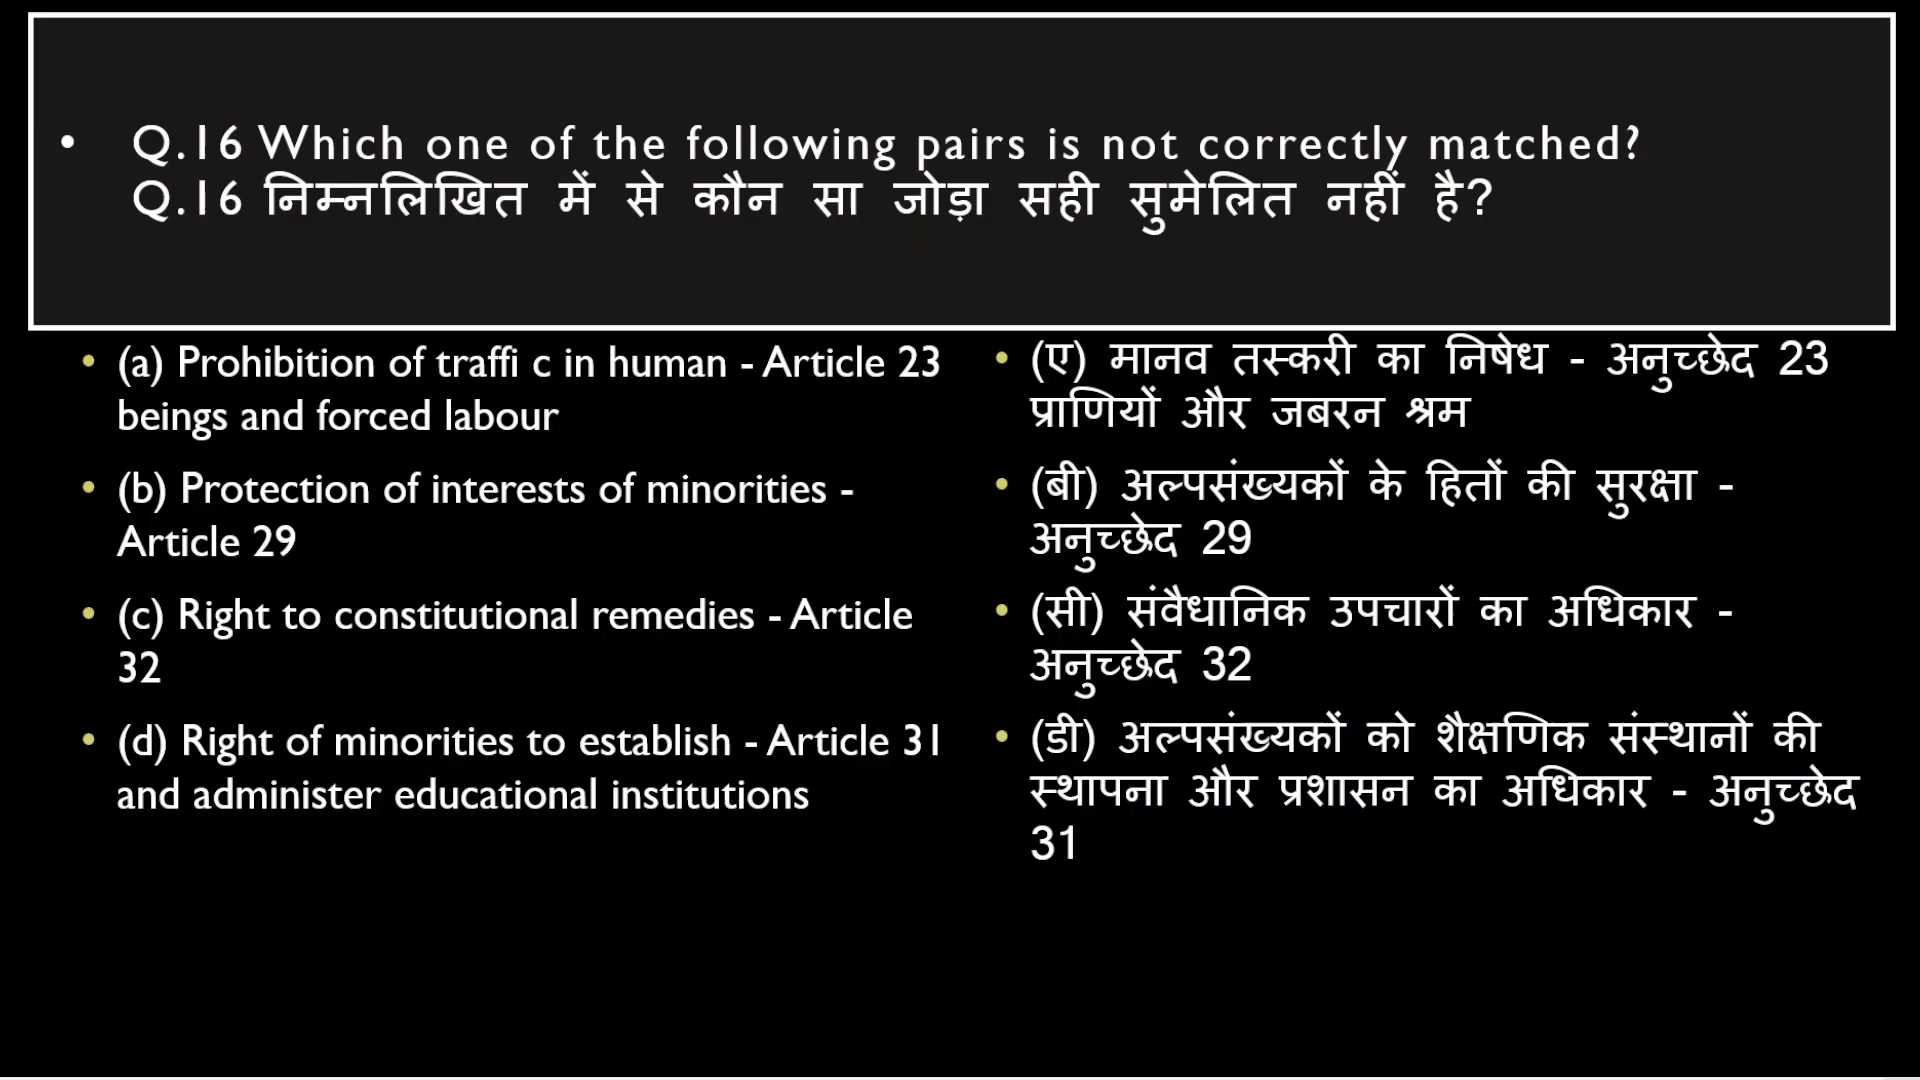 • Q.16 Which one of the following pairs is not correctly matched?
Q.16 निम्नलिखित में से कौन सा जोड़ा सही सुमेलित नहीं है?
• (a) Prohibition of traffi c in human - Article 23
beings and forced labour
• (b) Protection of interests of minorities -
Article 29
• (c) Right to constitutional remedies - Article
32
• (d) Right of minorities to establish - Article 31
and administer educational institutions
• (ए) मानव तस्करी का निषेध - अनुच्छेद 23
प्राणियों और जबरन श्रम
• (बी) अल्पसंख्यकों के हितों की सुरक्षा -
अनुच्छेद 29
• (सी) संवैधानिक उपचारों का अधिकार -
अनुच्छेद 32
• (डी) अल्पसंख्यकों को शैक्षणिक संस्थानों की
स्थापना और प्रशासन का अधिकार - अनुच्छेद
31